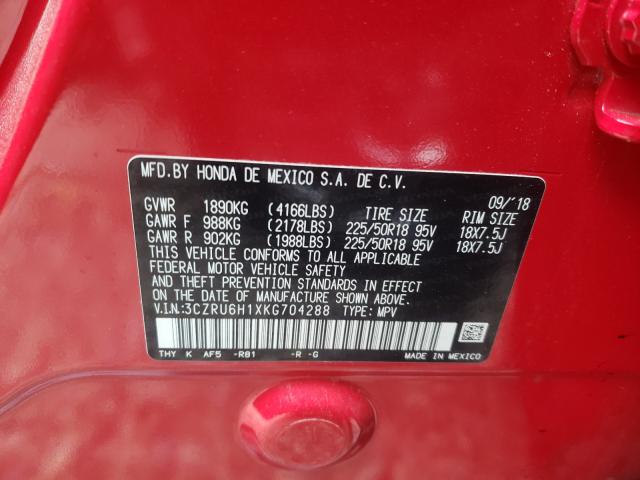 MFD.BY HONDA DE MEXICO S.A. DE C.V.
09/'18
GVWR 1890KG (4166LBS) TIRE SIZE RIM SIZE
GAWR F 988KG (2178LBS) 225/50R18 95V 18X7.5J
GAWR R 902KG (1988LBS) 225/50R18 95V 18X7.5J
THIS VEHICLE CONFORMS TO ALL APPLICABLE
FEDERAL MOTOR VEHICLE SAFETY
AND THEFT PREVENTION STANDARDS IN EFFECT
ON THE DATE OF MANUFACTURE SHOWN ABOVE.
V.I.N.:3CZRU6H1XKG704288 TYPE: MPV
THY K AF5 -R81 -R -G MADE IN MEXICO